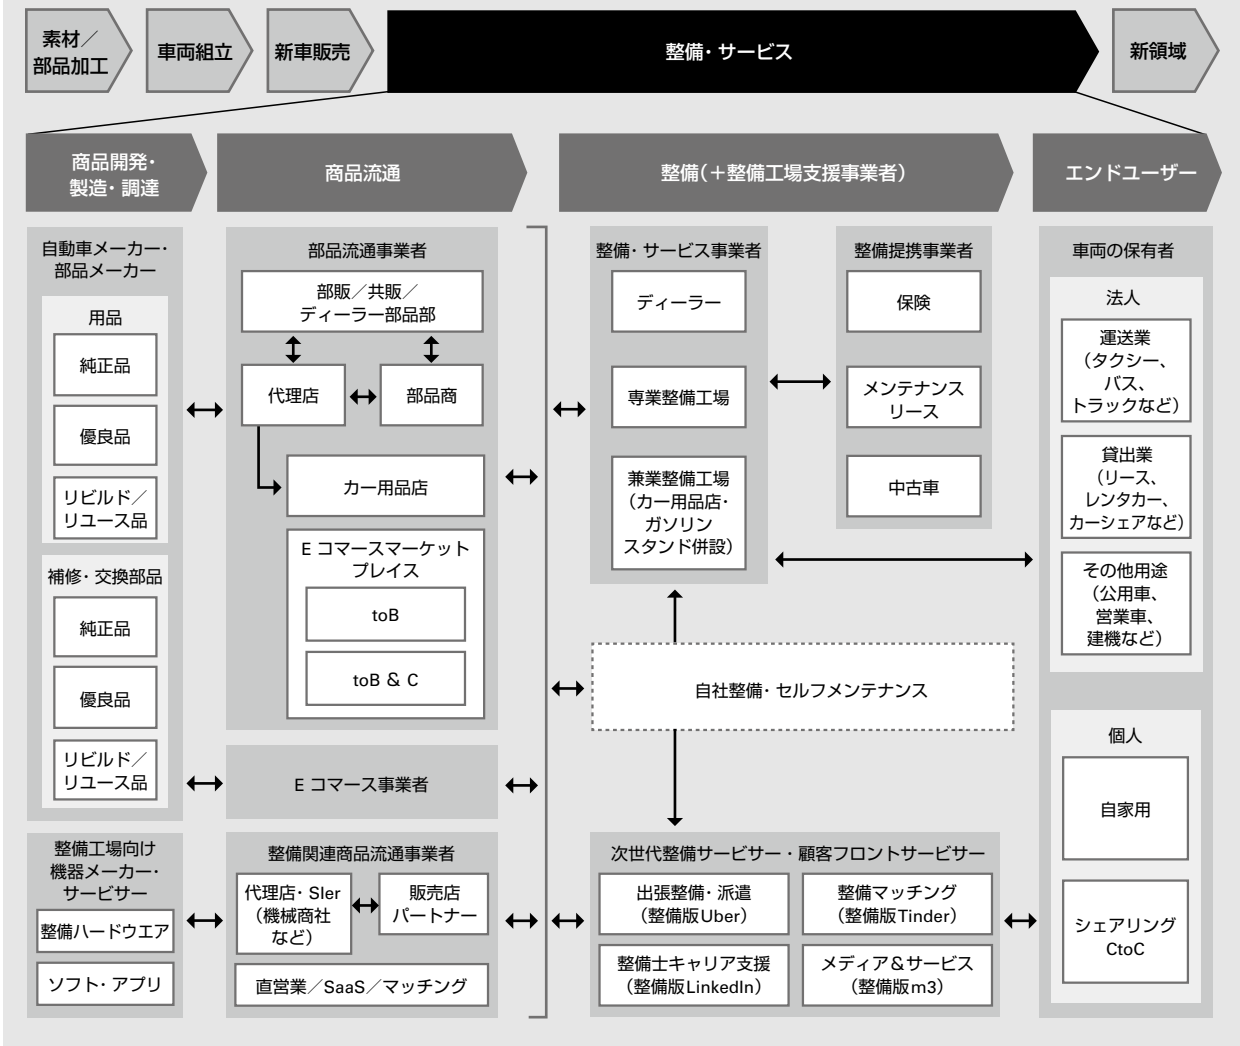 素材／
部品加工
車両組立
新車販売
整備・サービス
新領域
商品開発・
製造・調達
商品流通
整備（＋整備工場支援事業者）
エンドユーザー
自動車メーカー・
部品メーカー
用品
純正品
優良品
リビルド／
リユース品
補修・交換部品
純正品
優良品
リビルド／
リユース品
整備工場向け
機器メーカー・
サービサー
整備ハードウエア
ソフト・アプリ
部品流通事業者
部販／共販／
ディーラー部品部
代理店
部品商
カー用品店
E コマースマーケット
プレイス
toB
toB & C
E コマース事業者
整備関連商品流通事業者
代理店・SIer
（機械商社
など）
販売店
パートナー
直営業／SaaS／マッチング
整備・サービス事業者
ディーラー
専業整備工場
兼業整備工場
（カー用品店・
ガソリン
スタンド併設）
整備提携事業者
保険
メンテナンス
リース
中古車
自社整備・セルフメンテナンス
次世代整備サービサー・顧客フロントサービサー
出張整備・派遣
（整備版Uber）
整備マッチング
（整備版Tinder）
整備士キャリア支援
（整備版LinkedIn）
メディア＆サービス
（整備版m3）
車両の保有者
法人
運送業
（タクシー、
バス、
トラックなど）
貸出業
（リース、
レンタカー、
カーシェアなど）
その他用途
（公用車、
営業車、
建機など）
個人
自家用
シェアリング
CtoC